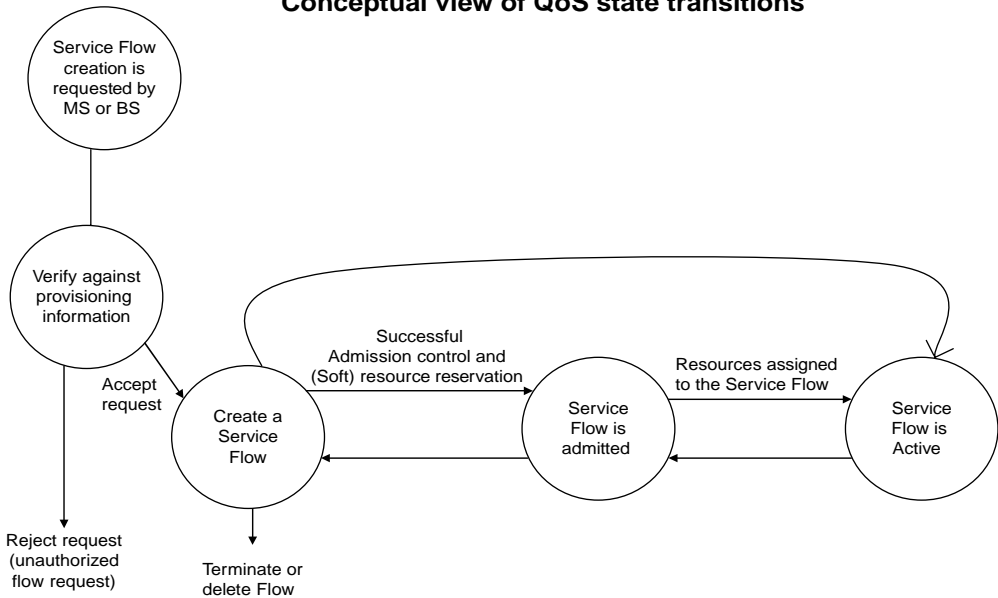 Conceptual view of QoS state transitions
Service Flow
creation is
requested by
MS or BS
Verify against
provisioning
information
Accept
request
Reject request
(unauthorized
flow request)
Create a
Service
Flow
Terminate or
delete Flow
Successful
Admission control and
(Soft) resource reservation
Service
Flow is
admitted
Resources assigned
to the Service Flow
Service
Flow is
Active